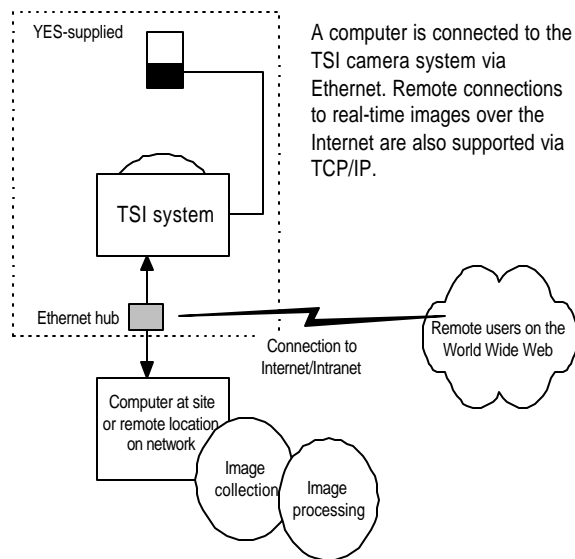 YES-supplied
A computer is connected to the
TSI camera system via
Ethernet. Remote connections
to real-time images over the
Internet are also supported via
TCP/IP.
TSI system
Ethernet hub
Connection to
Internet/Intranet
Remote users on the
World Wide Web
Computer at site
or remote location
on network
Image
collection
Image
processing